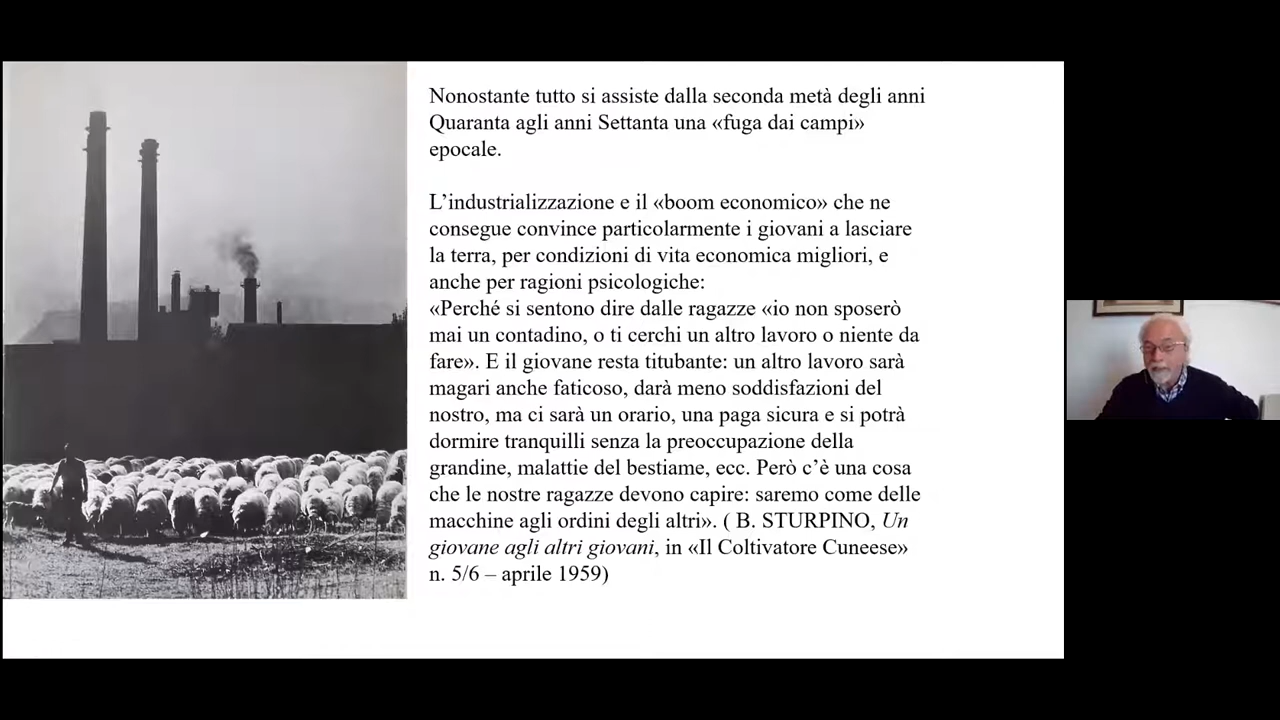 Nonostante tutto si assiste dalla seconda metà degli anni
Quaranta agli anni Settanta una «fuga dai campi»
epocale.
L’industrializzazione e il «boom economico» che ne
consegue convince particolarmente i giovani a lasciare
la terra, per condizioni di vita economica migliori, e
anche per ragioni psicologiche:
«Perché si sentono dire dalle ragazze «io non sposerò
mai un contadino, o ti cerchi un altro lavoro o niente da
fare». E il giovane resta titubante: un altro lavoro sarà
magari anche faticoso, darà meno soddisfazioni del
nostro, ma ci sarà un orario, una paga sicura e si potrà
dormire tranquilli senza la preoccupazione della
grandine, malattie del bestiame, ecc. Però c’è una cosa
che le nostre ragazze devono capire: saremo come delle
macchine agli ordini degli altri». ( B. STURPINO, Un
giovane agli altri giovani, in «Il Coltivatore Cuneese»
n. 5/6 – aprile 1959)